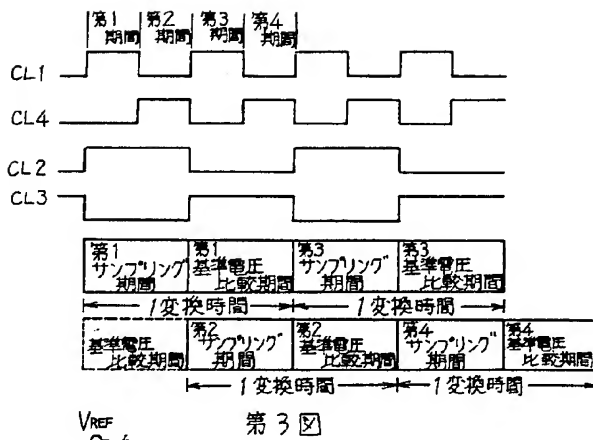 第1期間 第2期間 第3期間 第4期間
CL1
CL4
CL2
CL3
第1サンプリング期間 第1基準電圧比較期間 第3サンプリング期間 第3基準電圧比較期間
1変換時間 1変換時間
基準電圧比較期間 第2サンプリング期間 第2基準電圧比較期間 第4サンプリング期間 第4基準電圧比較期間
1変換時間 1変換時間
VREF 第3図